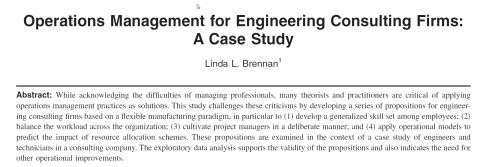 Operations Management for Engineering Consulting Firms:
A Case Study
Linda L. Brennan1
Abstract: While acknowledging the difficulties of managing professionals, many theorists and practitioners are critical of applying
operations management practices as solutions. This study challenges these criticisms by developing a series of propositions for engineer-
ing consulting firms based on a flexible manufacturing paradigm, in particular to (1) develop a generalized skill set among employees; (2)
balance the workload across the organization; (3) cultivate project managers in a deliberate manner; and (4) apply operational models to
predict the impact of resource allocation schemes. These propositions are examined in the context of a case study of engineers and
technicians in a consulting company. The exploratory data analysis supports the validity of the propositions and also indicates the need for
other operational improvements.